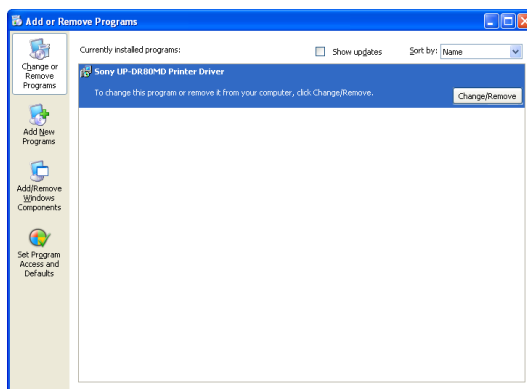 Add or Remove Programs
Change or
Remove
Programs
Add New
Programs
Add/Remove
Windows
Components
Set Program
Access and
Defaults
Currently installed programs:
Show updates
Sort by:
Name
Sony UP-DR80MD Printer Driver
To change this program or remove it from your computer, click Change/Remove.
Change/Remove